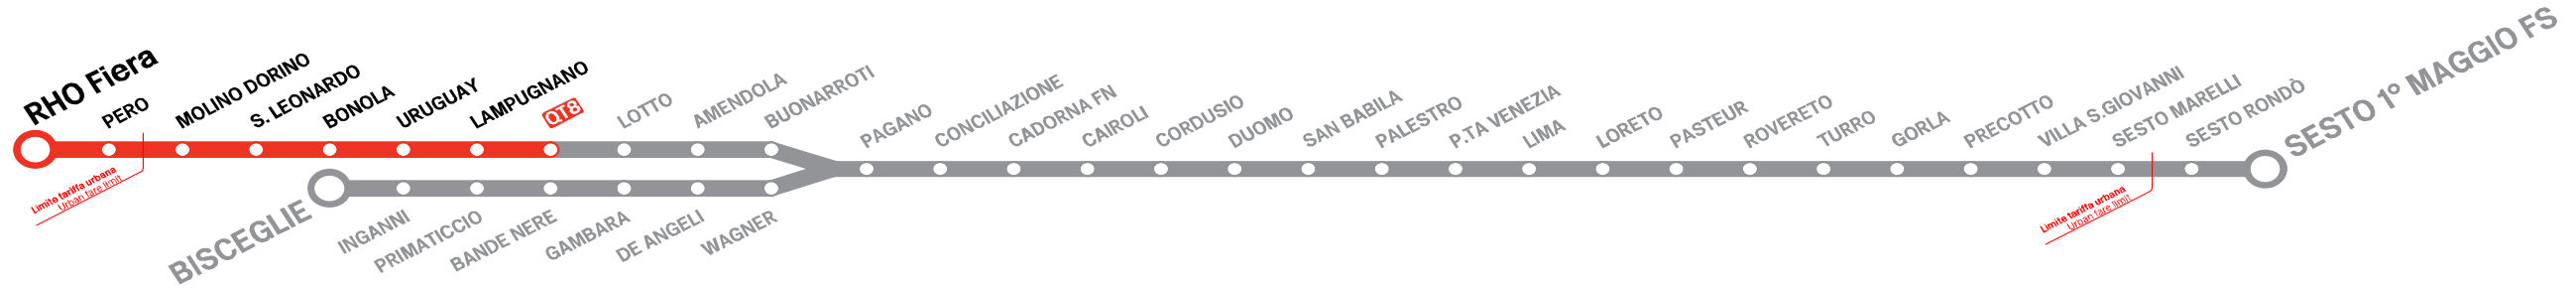 RHO Fiera
PERO
MOLINO DORINO
S. LEONARDO
BONOLA
URUGUAY
LAMPUGNANO
QT8
LOTTO
AMENDOLA
BUONARROTI
PAGANO
CONCILIAZIONE
CADORNA FN
CAIROLI
CORDUSIO
DUOMO
SAN BABILA
PALESTRO
P.TA VENEZIA
LIMA
LORETO
PASTEUR
ROVERETO
TURRO
GORLA
PRECOTTO
VILLA S.GIOVANNI
SESTO MARELLI
SESTO RONDÒ
SESTO 1° MAGGIO FS
Limite tariffa urbana
Urban fare limit
BISCEGLIE
INGANNI
PRIMATICCIO
BANDE NERE
GAMBARA
DE ANGELI
WAGNER
Limite tariffa urbana
Urban fare limit